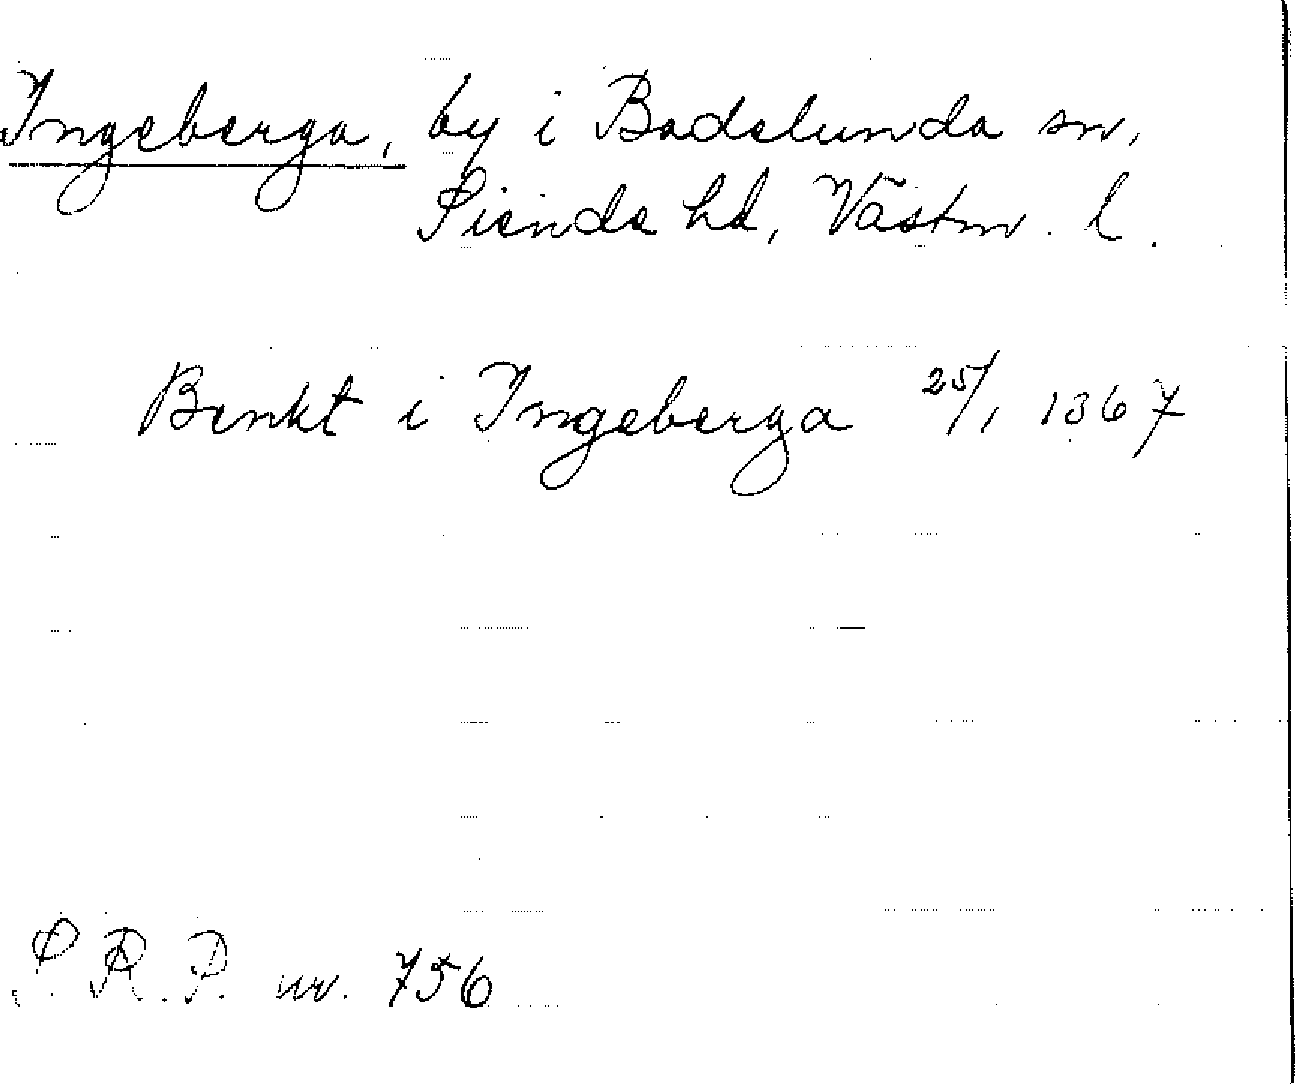 Ingeberga, by i Badelunda sn,
Siende hd, Västm. l.
Benkt i Ingeberga 25/1 1367
S. R. P. nr. 756